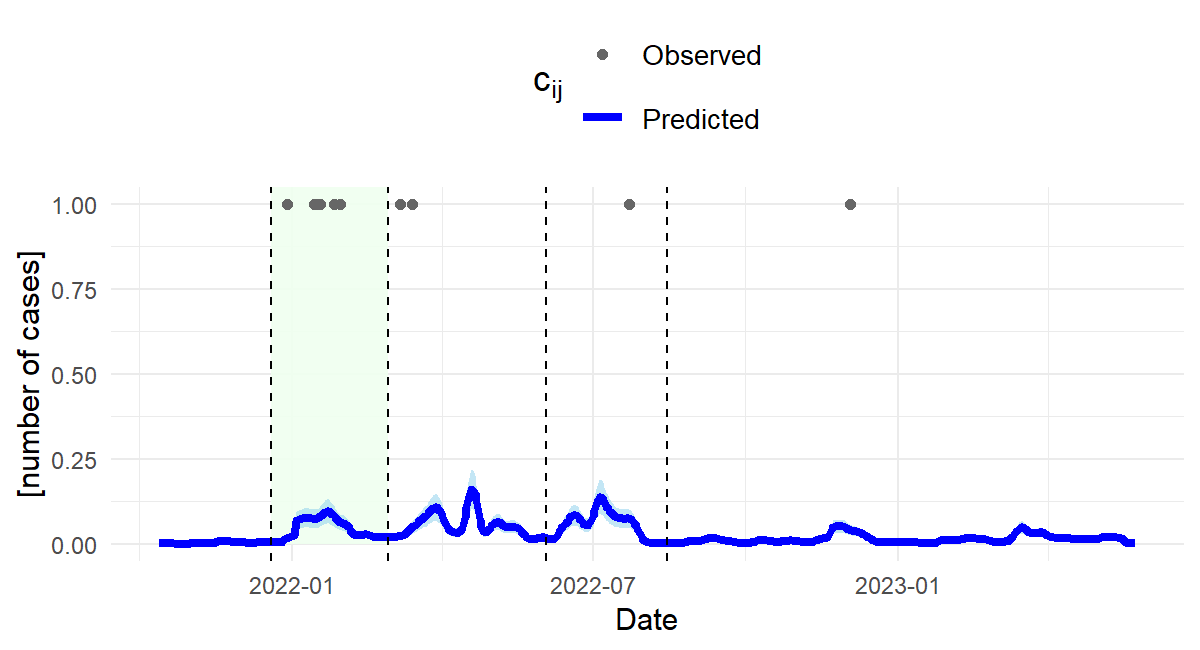 cij
Observed
Predicted
[number of cases]
1.00
0.75
0.50
0.25
0.00
2022-01
2022-07
2023-01
Date